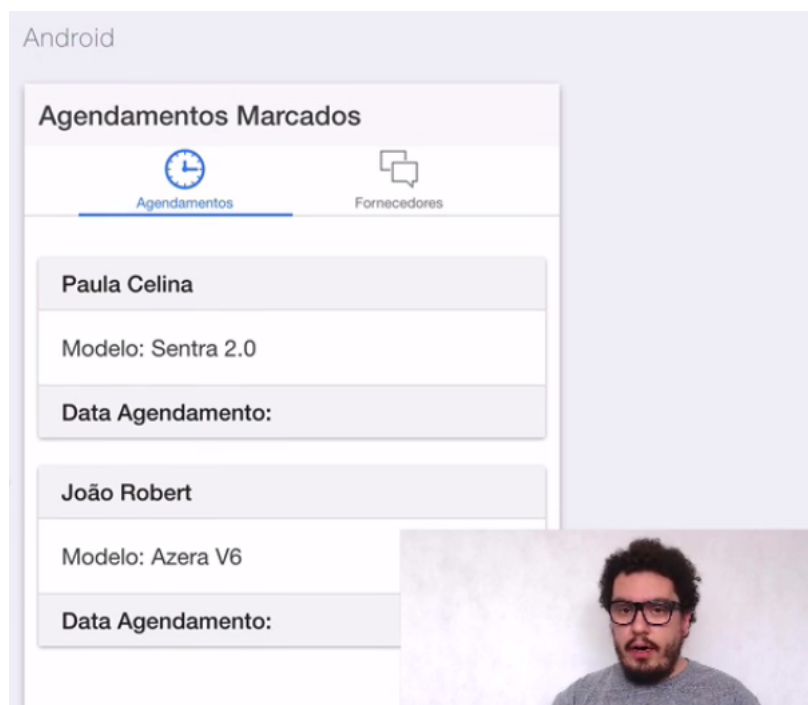 Android
Agendamentos Marcados
Agendamentos Fornecedores
Paula Celina
Modelo: Sentra 2.0
Data Agendamento:
João Robert
Modelo: Azera V6
Data Agendamento: